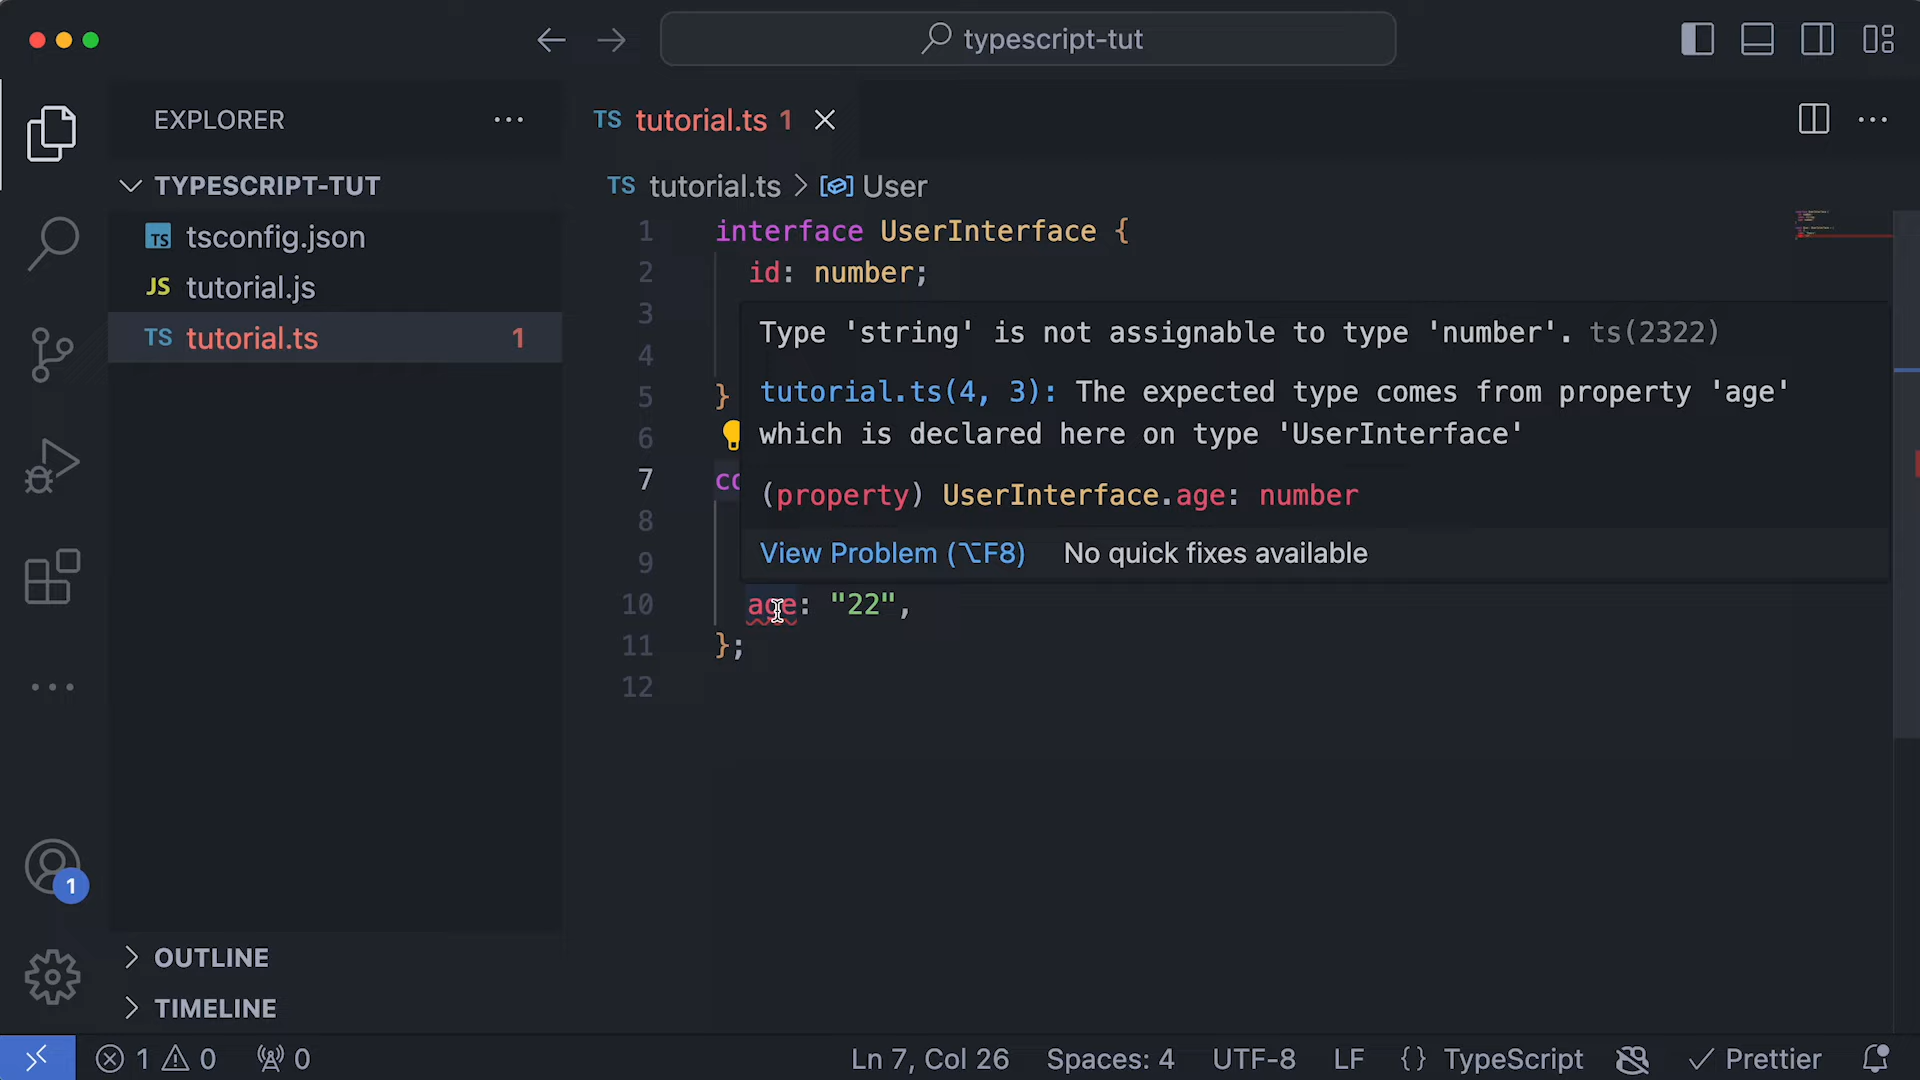 typescript-tut
EXPLORER
TYPESCRIPT-TUT
TS tsconfig.json
JS tutorial.js
TS tutorial.ts 1
OUTLINE
TIMELINE
1
TS tutorial.ts 1
TS tutorial.ts > User
1 interface UserInterface {
2 id: number;
3
4
5 }
6
7 co
8
9
10 age: "22",
11 };
12
Type 'string' is not assignable to type 'number'. ts(2322)
tutorial.ts(4, 3): The expected type comes from property 'age'
which is declared here on type 'UserInterface'
(property) UserInterface.age: number
View Problem (⌥F8) No quick fixes available
1 0 0
Ln 7, Col 26 Spaces: 4 UTF-8 LF {} TypeScript Prettier